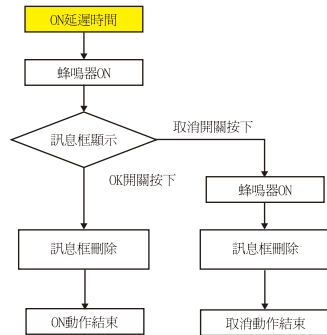 ON延遲時間
蜂鳴器ON
訊息框顯示
取消開關按下
OK開關按下
蜂鳴器ON
訊息框刪除
訊息框刪除
ON動作結束
取消動作結束